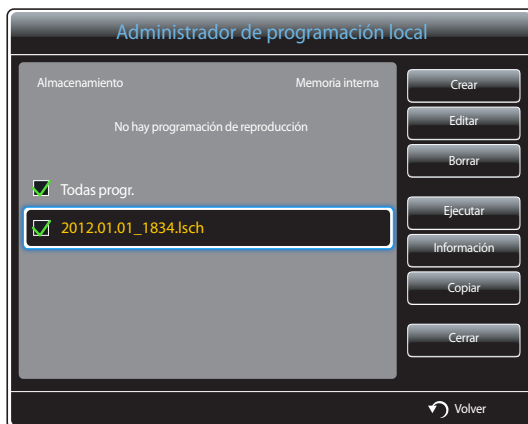 Administrador de programación local
Almacenamiento Memoria interna
No hay programación de reproducción
Todas progr.
2012.01.01_1834.lsch
Crear
Editar
Borrar
Ejecutar
Información
Copiar
Cerrar
Volver